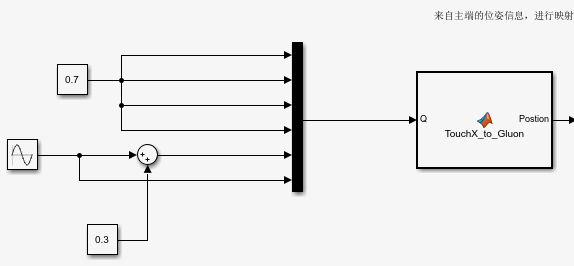 来自主端的位姿信息，进行映射
0.7
Q
Postion
TouchX_to_Gluon
+
+
0.3